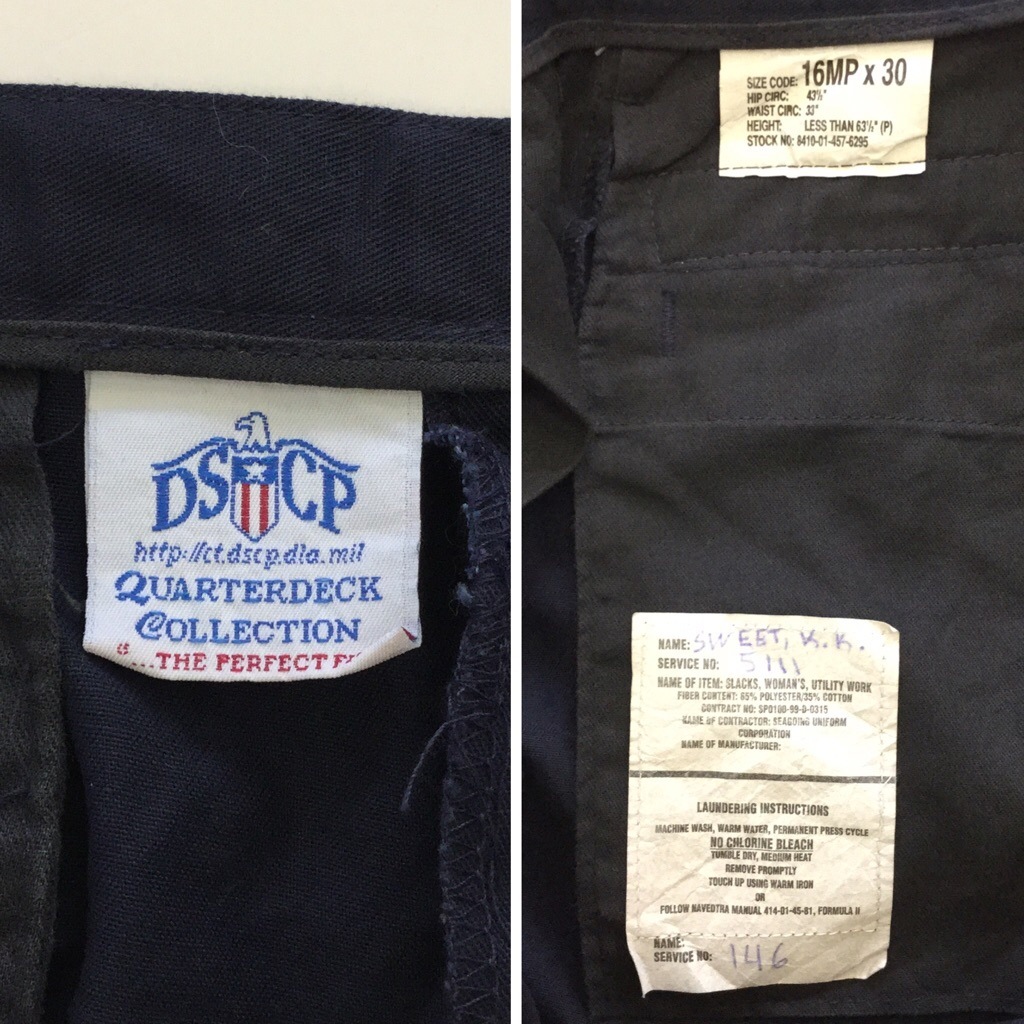 DSCP
http://ct.dscp.dla.mil
QUARTERDECK
COLLECTION
"...THE PERFECT
SIZE CODE: 16MP x 30
HIP CIRC: 43½"
WAIST CIRC: 33"
HEIGHT: LESS THAN 63½" (P)
STOCK NO: 8410-01-457-6295
NAME: SWEET, K.K.
SERVICE NO: 5111
NAME OF ITEM: SLACKS, WOMAN'S, UTILITY WORK
FIBER CONTENT: 65% POLYESTER/35% COTTON
CONTRACT NO: SP0100-99-D-0315
NAME OF CONTRACTOR: SEAGOING UNIFORM
CORPORATION
NAME OF MANUFACTURER:
LAUNDERING INSTRUCTIONS
MACHINE WASH, WARM WATER, PERMANENT PRESS CYCLE
NO CHLORINE BLEACH
TUMBLE DRY, MEDIUM HEAT
REMOVE PROMPTLY
TOUCH UP USING WARM IRON
OR
FOLLOW NAVEDTRA MANUAL 414-01-45-81, FORMULA II
NAME:
SERVICE NO: 146